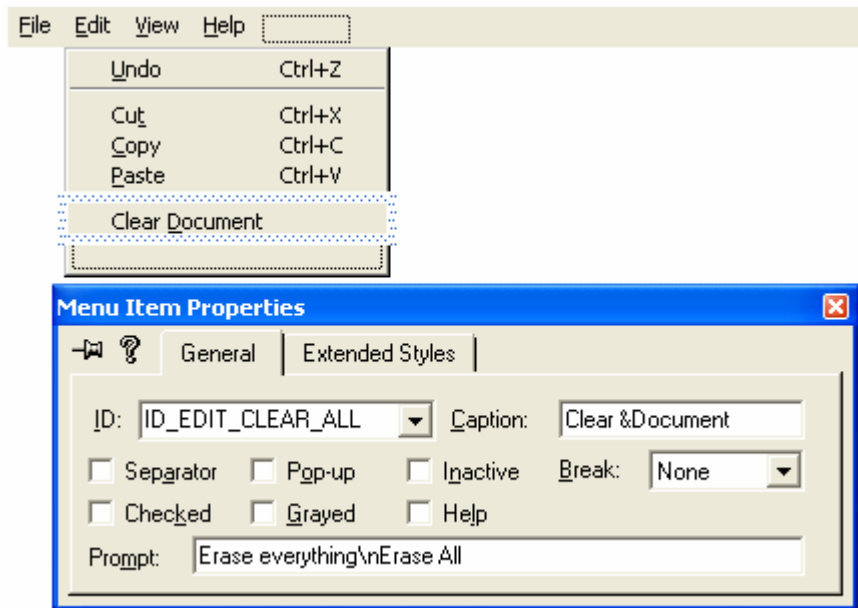 File Edit View Help
Undo Ctrl+Z
Cut Ctrl+X
Copy Ctrl+C
Paste Ctrl+V
Clear Document
Menu Item Properties
General Extended Styles
ID: ID_EDIT_CLEAR_ALL Caption: Clear &Document
Separator Pop-up Inactive Break: None
Checked Grayed Help
Prompt: Erase everything\nErase All